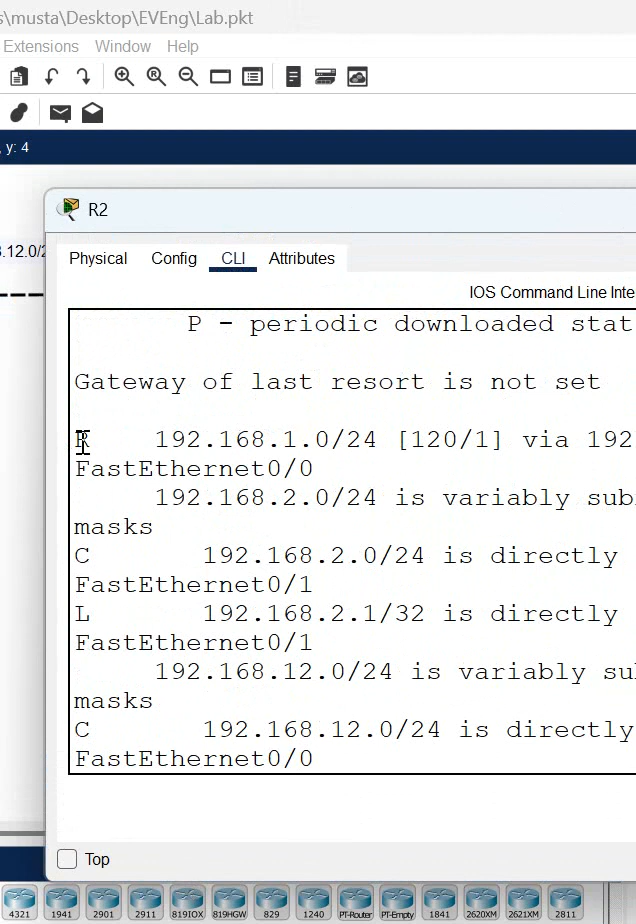 s\musta\Desktop\EVEng\Lab.pkt
Extensions Window Help
, y: 4
R2
.12.0/2
Physical Config CLI Attributes
IOS Command Line Inte
P - periodic downloaded stat
Gateway of last resort is not set
R 192.168.1.0/24 [120/1] via 192
FastEthernet0/0
192.168.2.0/24 is variably sub
masks
C 192.168.2.0/24 is directly
FastEthernet0/1
L 192.168.2.1/32 is directly
FastEthernet0/1
192.168.12.0/24 is variably su
masks
C 192.168.12.0/24 is directly
FastEthernet0/0
Top
4321 1941 2901 2911 819IOX 819HGW 829 1240 PT-Router PT-Empty 1841 2620XM 2621XM 2811